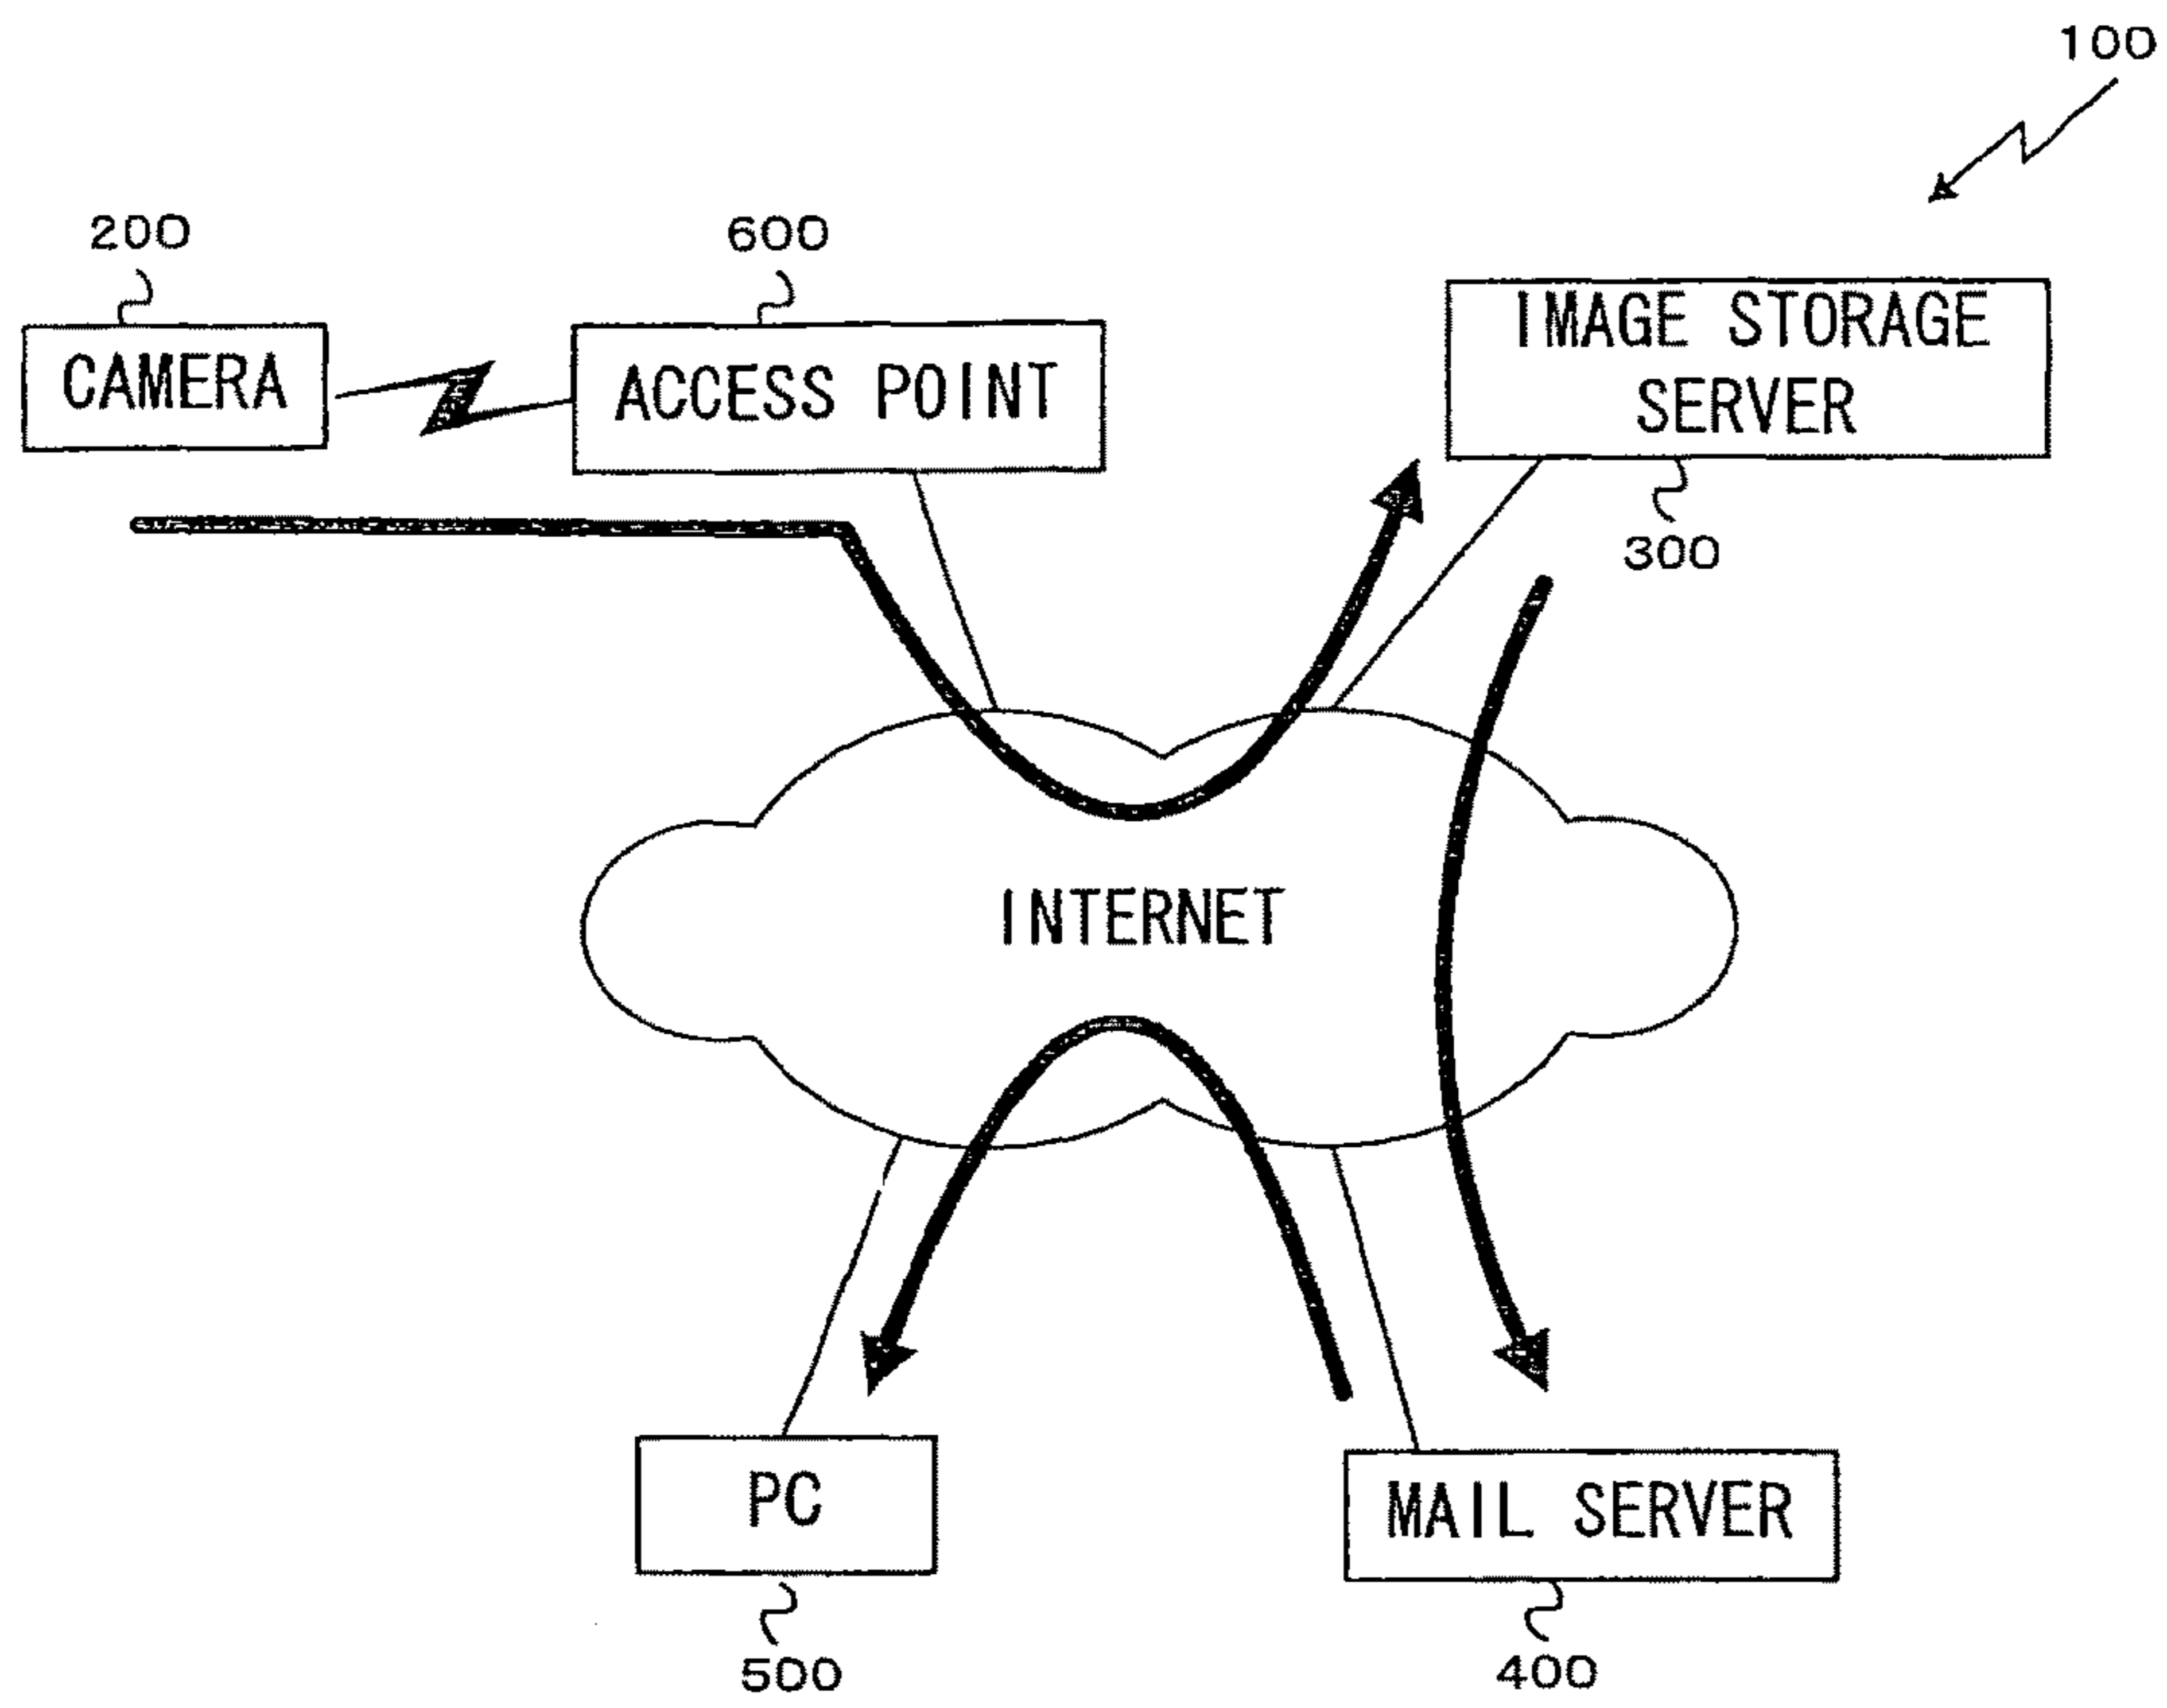 100
200
600
CAMERA
ACCESS POINT
IMAGE STORAGE
SERVER
300
INTERNET
PC
MAIL SERVER
500
400